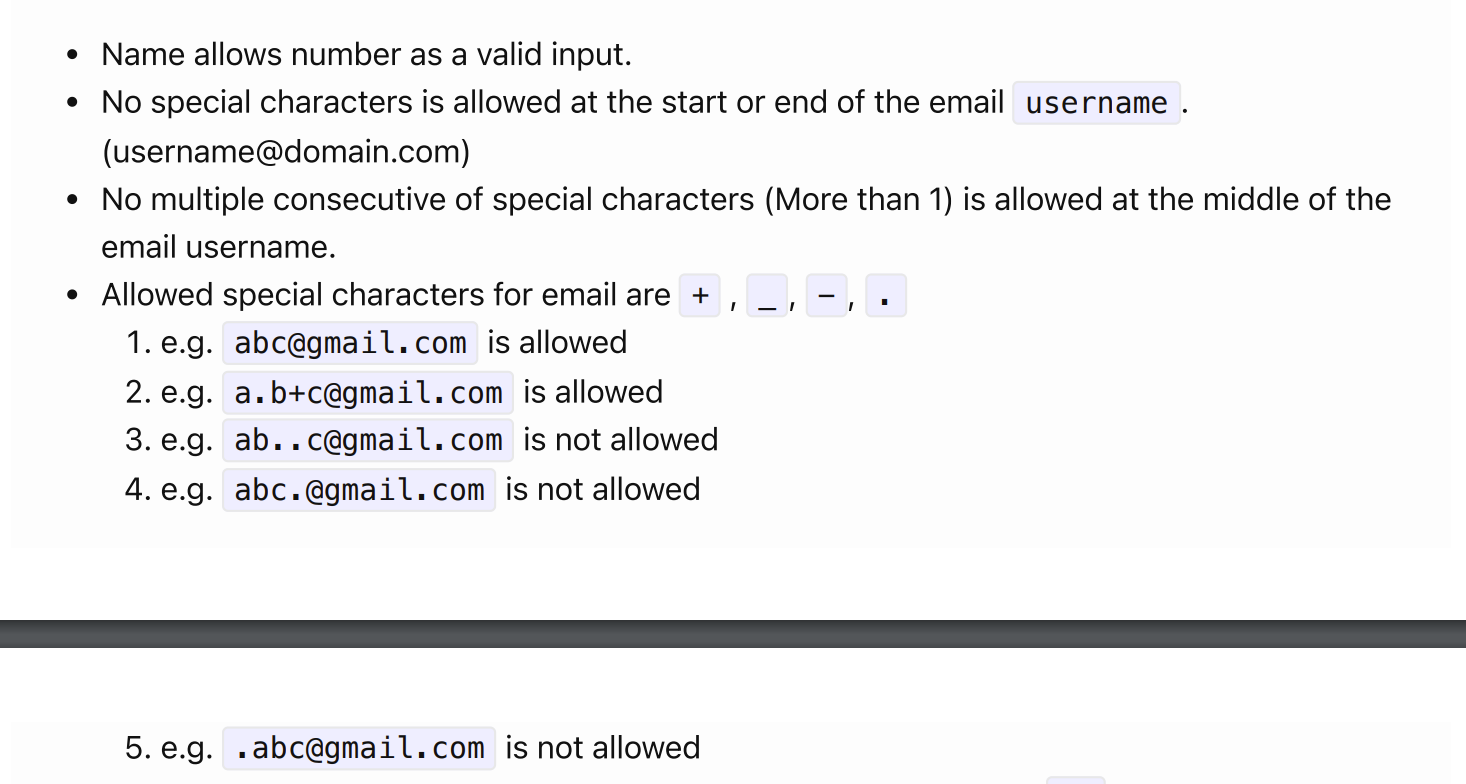 • Name allows number as a valid input.
• No special characters is allowed at the start or end of the email username.
(username@domain.com)
• No multiple consecutive of special characters (More than 1) is allowed at the middle of the
email username.
• Allowed special characters for email are + , _ , - , .
1. e.g. abc@gmail.com is allowed
2. e.g. a.b+c@gmail.com is allowed
3. e.g. ab..c@gmail.com is not allowed
4. e.g. abc.@gmail.com is not allowed
5. e.g. .abc@gmail.com is not allowed